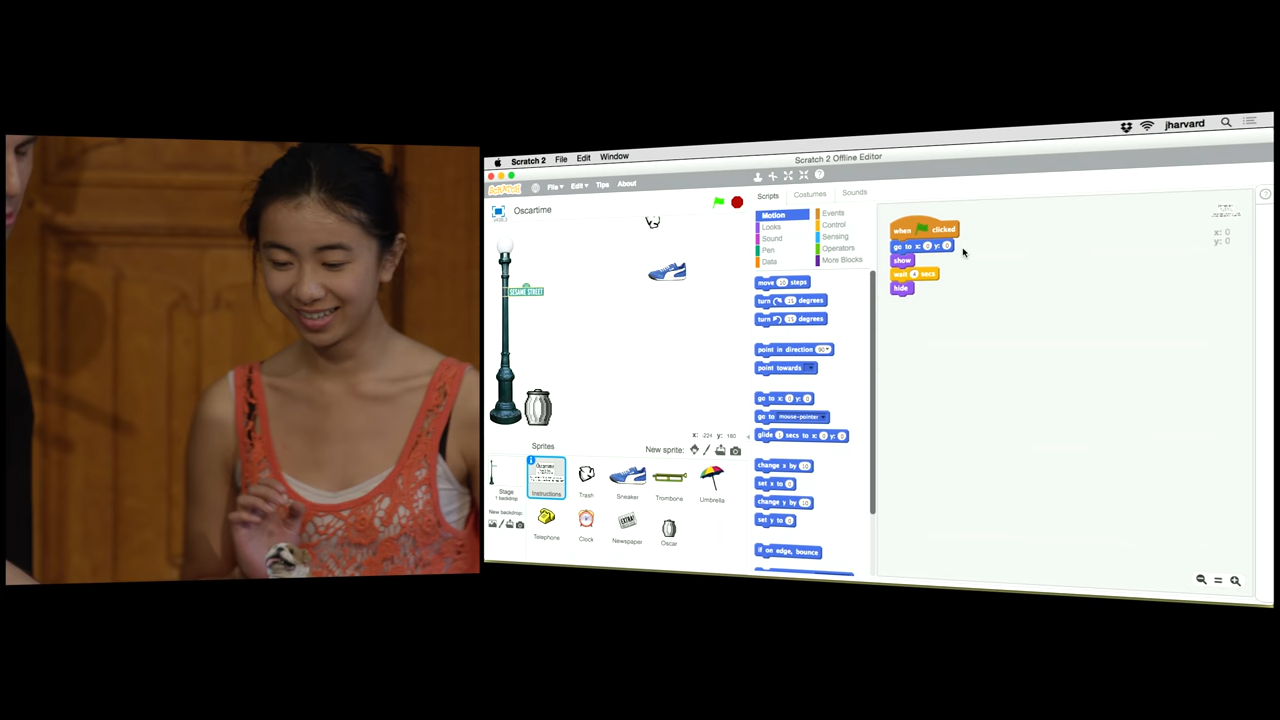 Scratch 2 File Edit Window
jharvard
Scratch 2 Offline Editor
SCRATCH File Edit Tips About
Oscartime
SESAME STREET
x: -224 y: 180
Sprites New sprite:
Stage
1 backdrop
New backdrop:
Instructions
Trash
Sneaker
Trombone
Umbrella
Telephone
Clock
EXTRA!
Newspaper
Oscar
Scripts Costumes Sounds
Motion Events
Looks Control
Sound Sensing
Pen Operators
Data More Blocks
move 10 steps
turn 15 degrees
turn 15 degrees
point in direction 90
point towards
go to x: 0 y: 0
go to mouse-pointer
glide 1 secs to x: 0 y: 0
change x by 10
set x to 0
change y by 10
set y to 0
if on edge, bounce
when clicked
go to x: 0 y: 0
show
wait 4 secs
hide
x: 0
y: 0